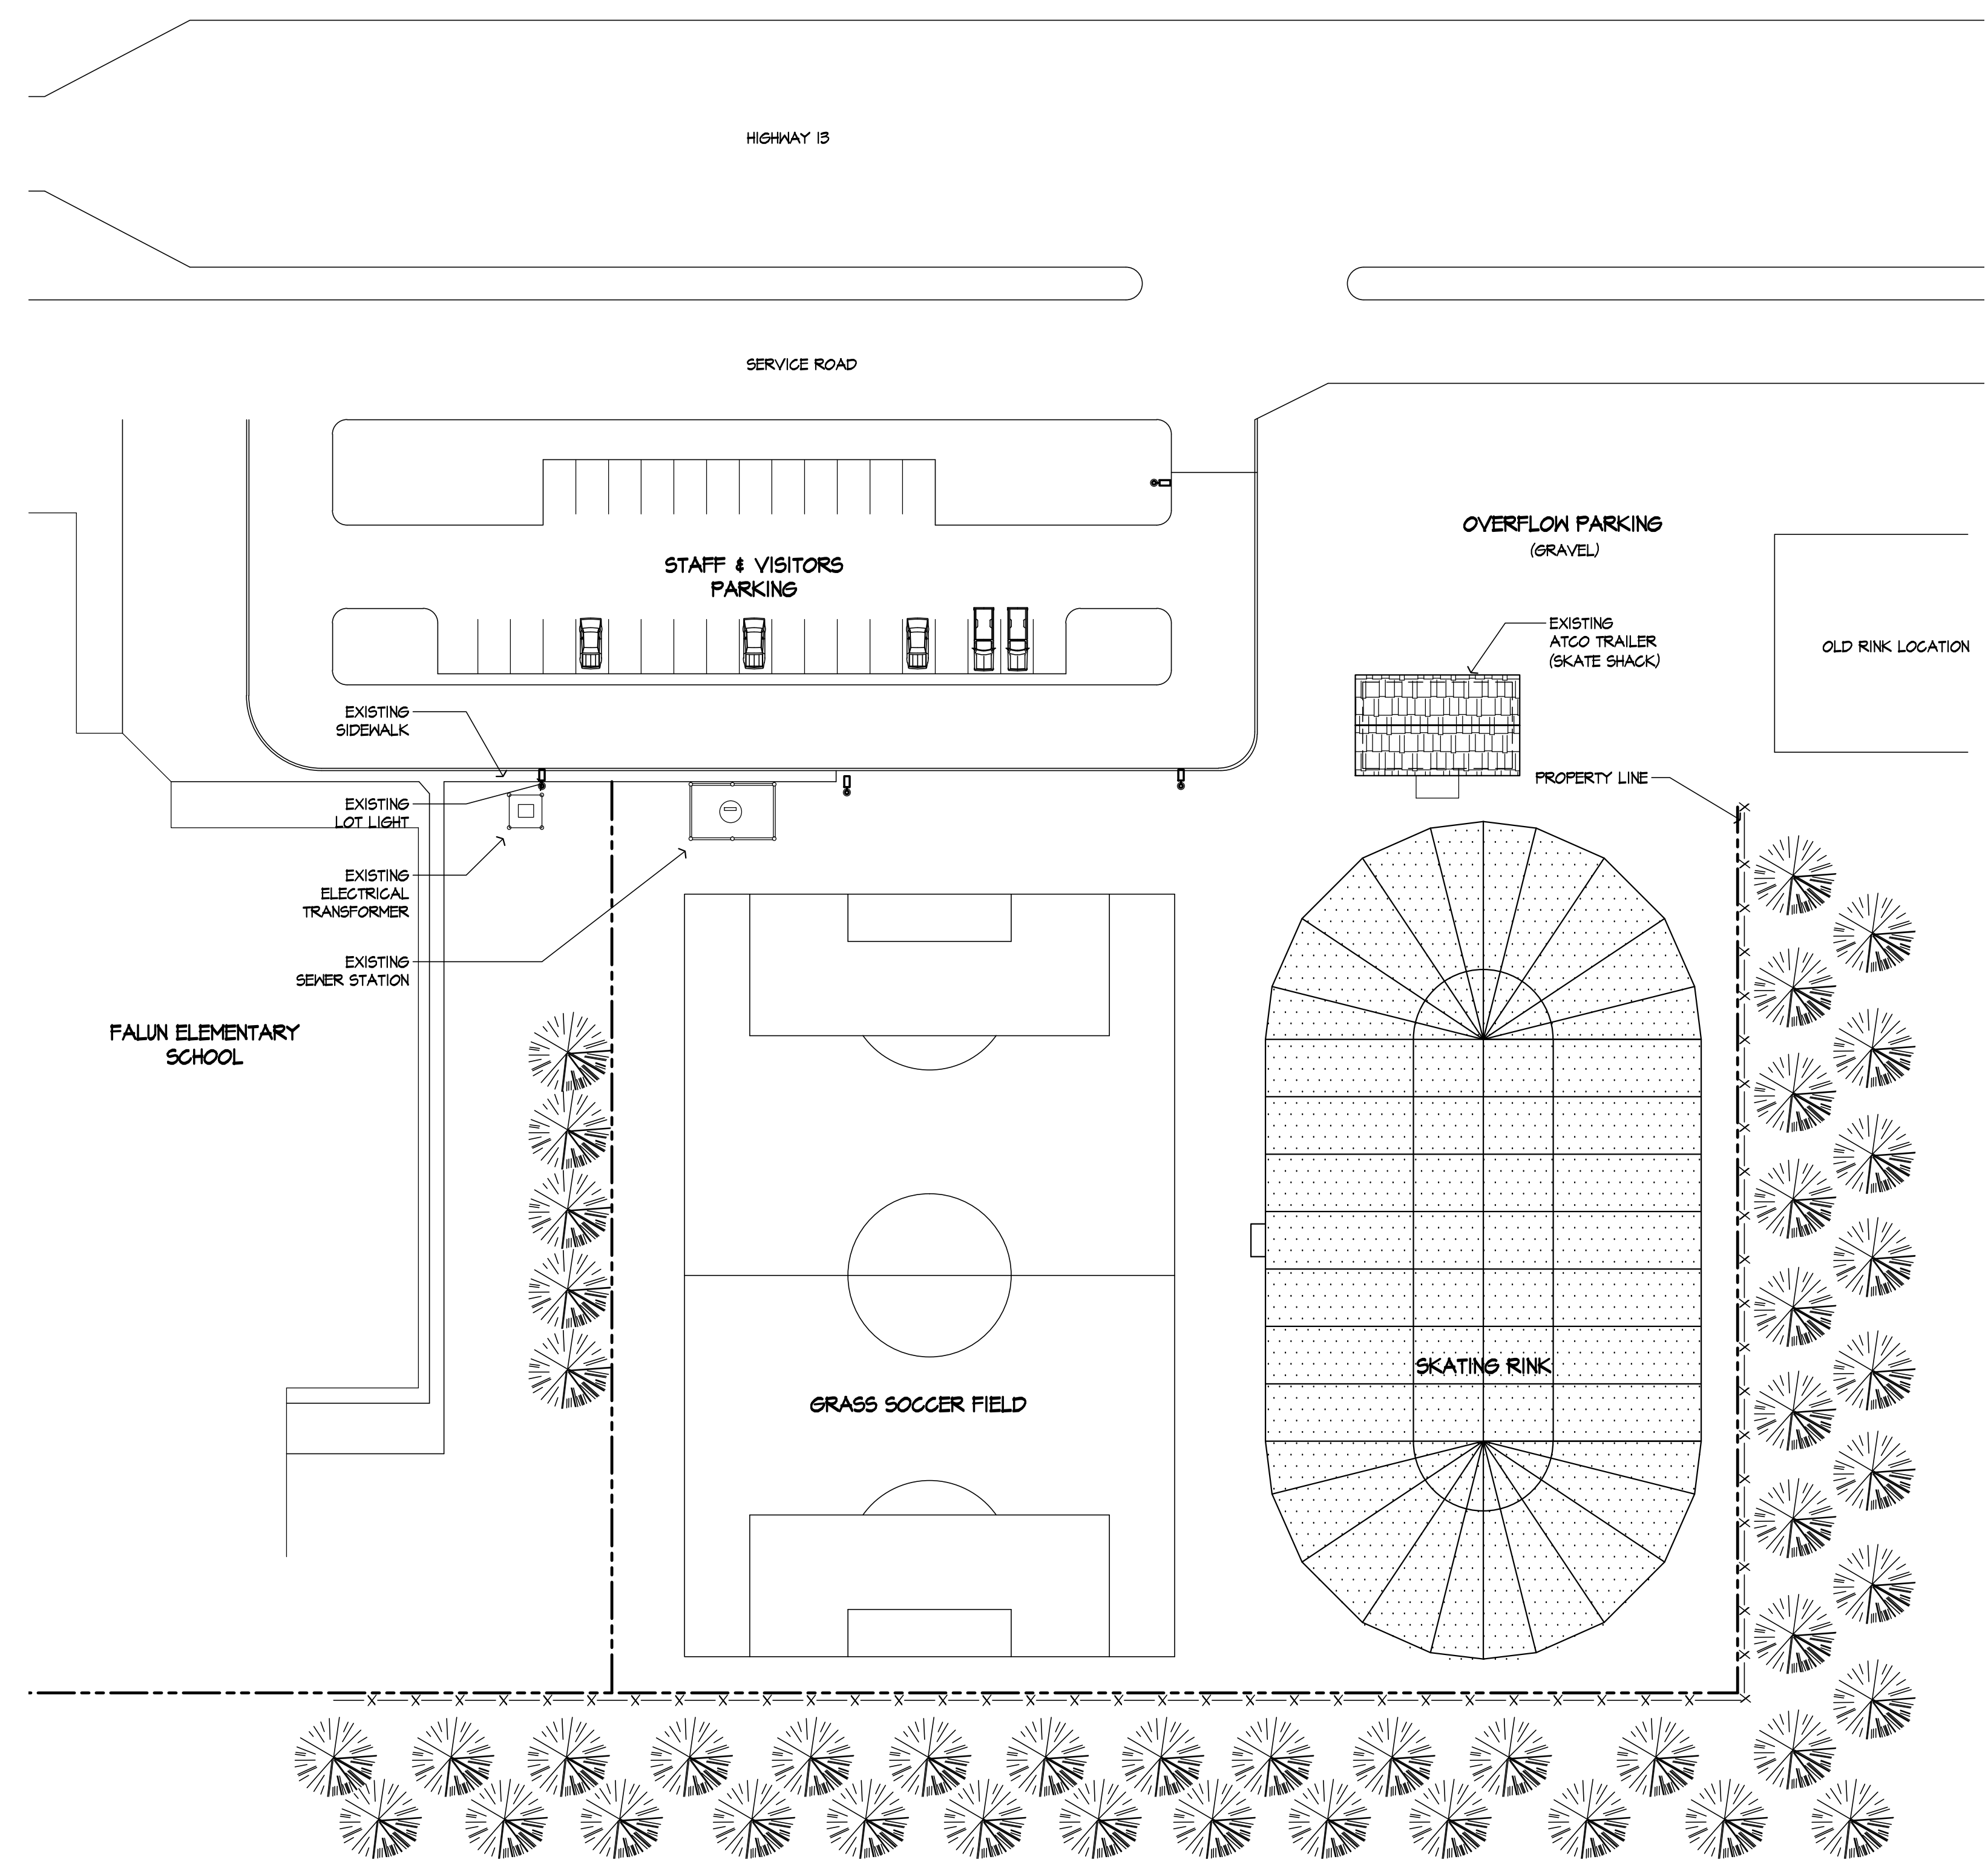 HIGHWAY 13
SERVICE ROAD
OVERFLOW PARKING
(GRAVEL)
STAFF & VISITORS
PARKING
EXISTING
ATCO TRAILER
(SKATE SHACK)
OLD RINK LOCATION
EXISTING
SIDEWALK
PROPERTY LINE
EXISTING
LOT LIGHT
EXISTING
ELECTRICAL
TRANSFORMER
EXISTING
SEWER STATION
FALUN ELEMENTARY
SCHOOL
SKATING RINK
GRASS SOCCER FIELD